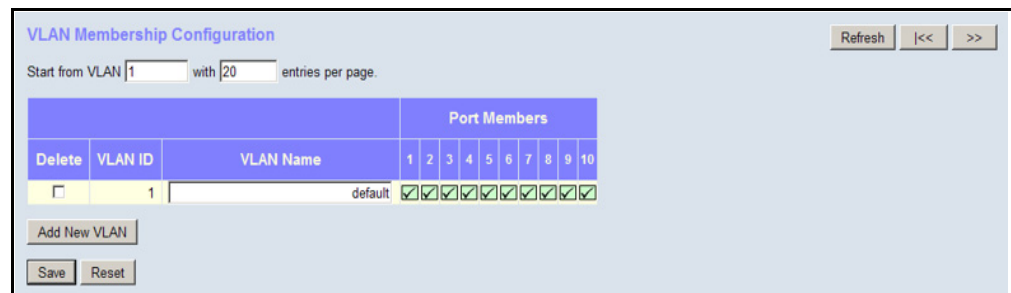 VLAN Membership Configuration
Refresh |<< >>
Start from VLAN 1 with 20 entries per page.
Port Members
Delete VLAN ID VLAN Name 1 2 3 4 5 6 7 8 9 10
1 default
Add New VLAN
Save Reset